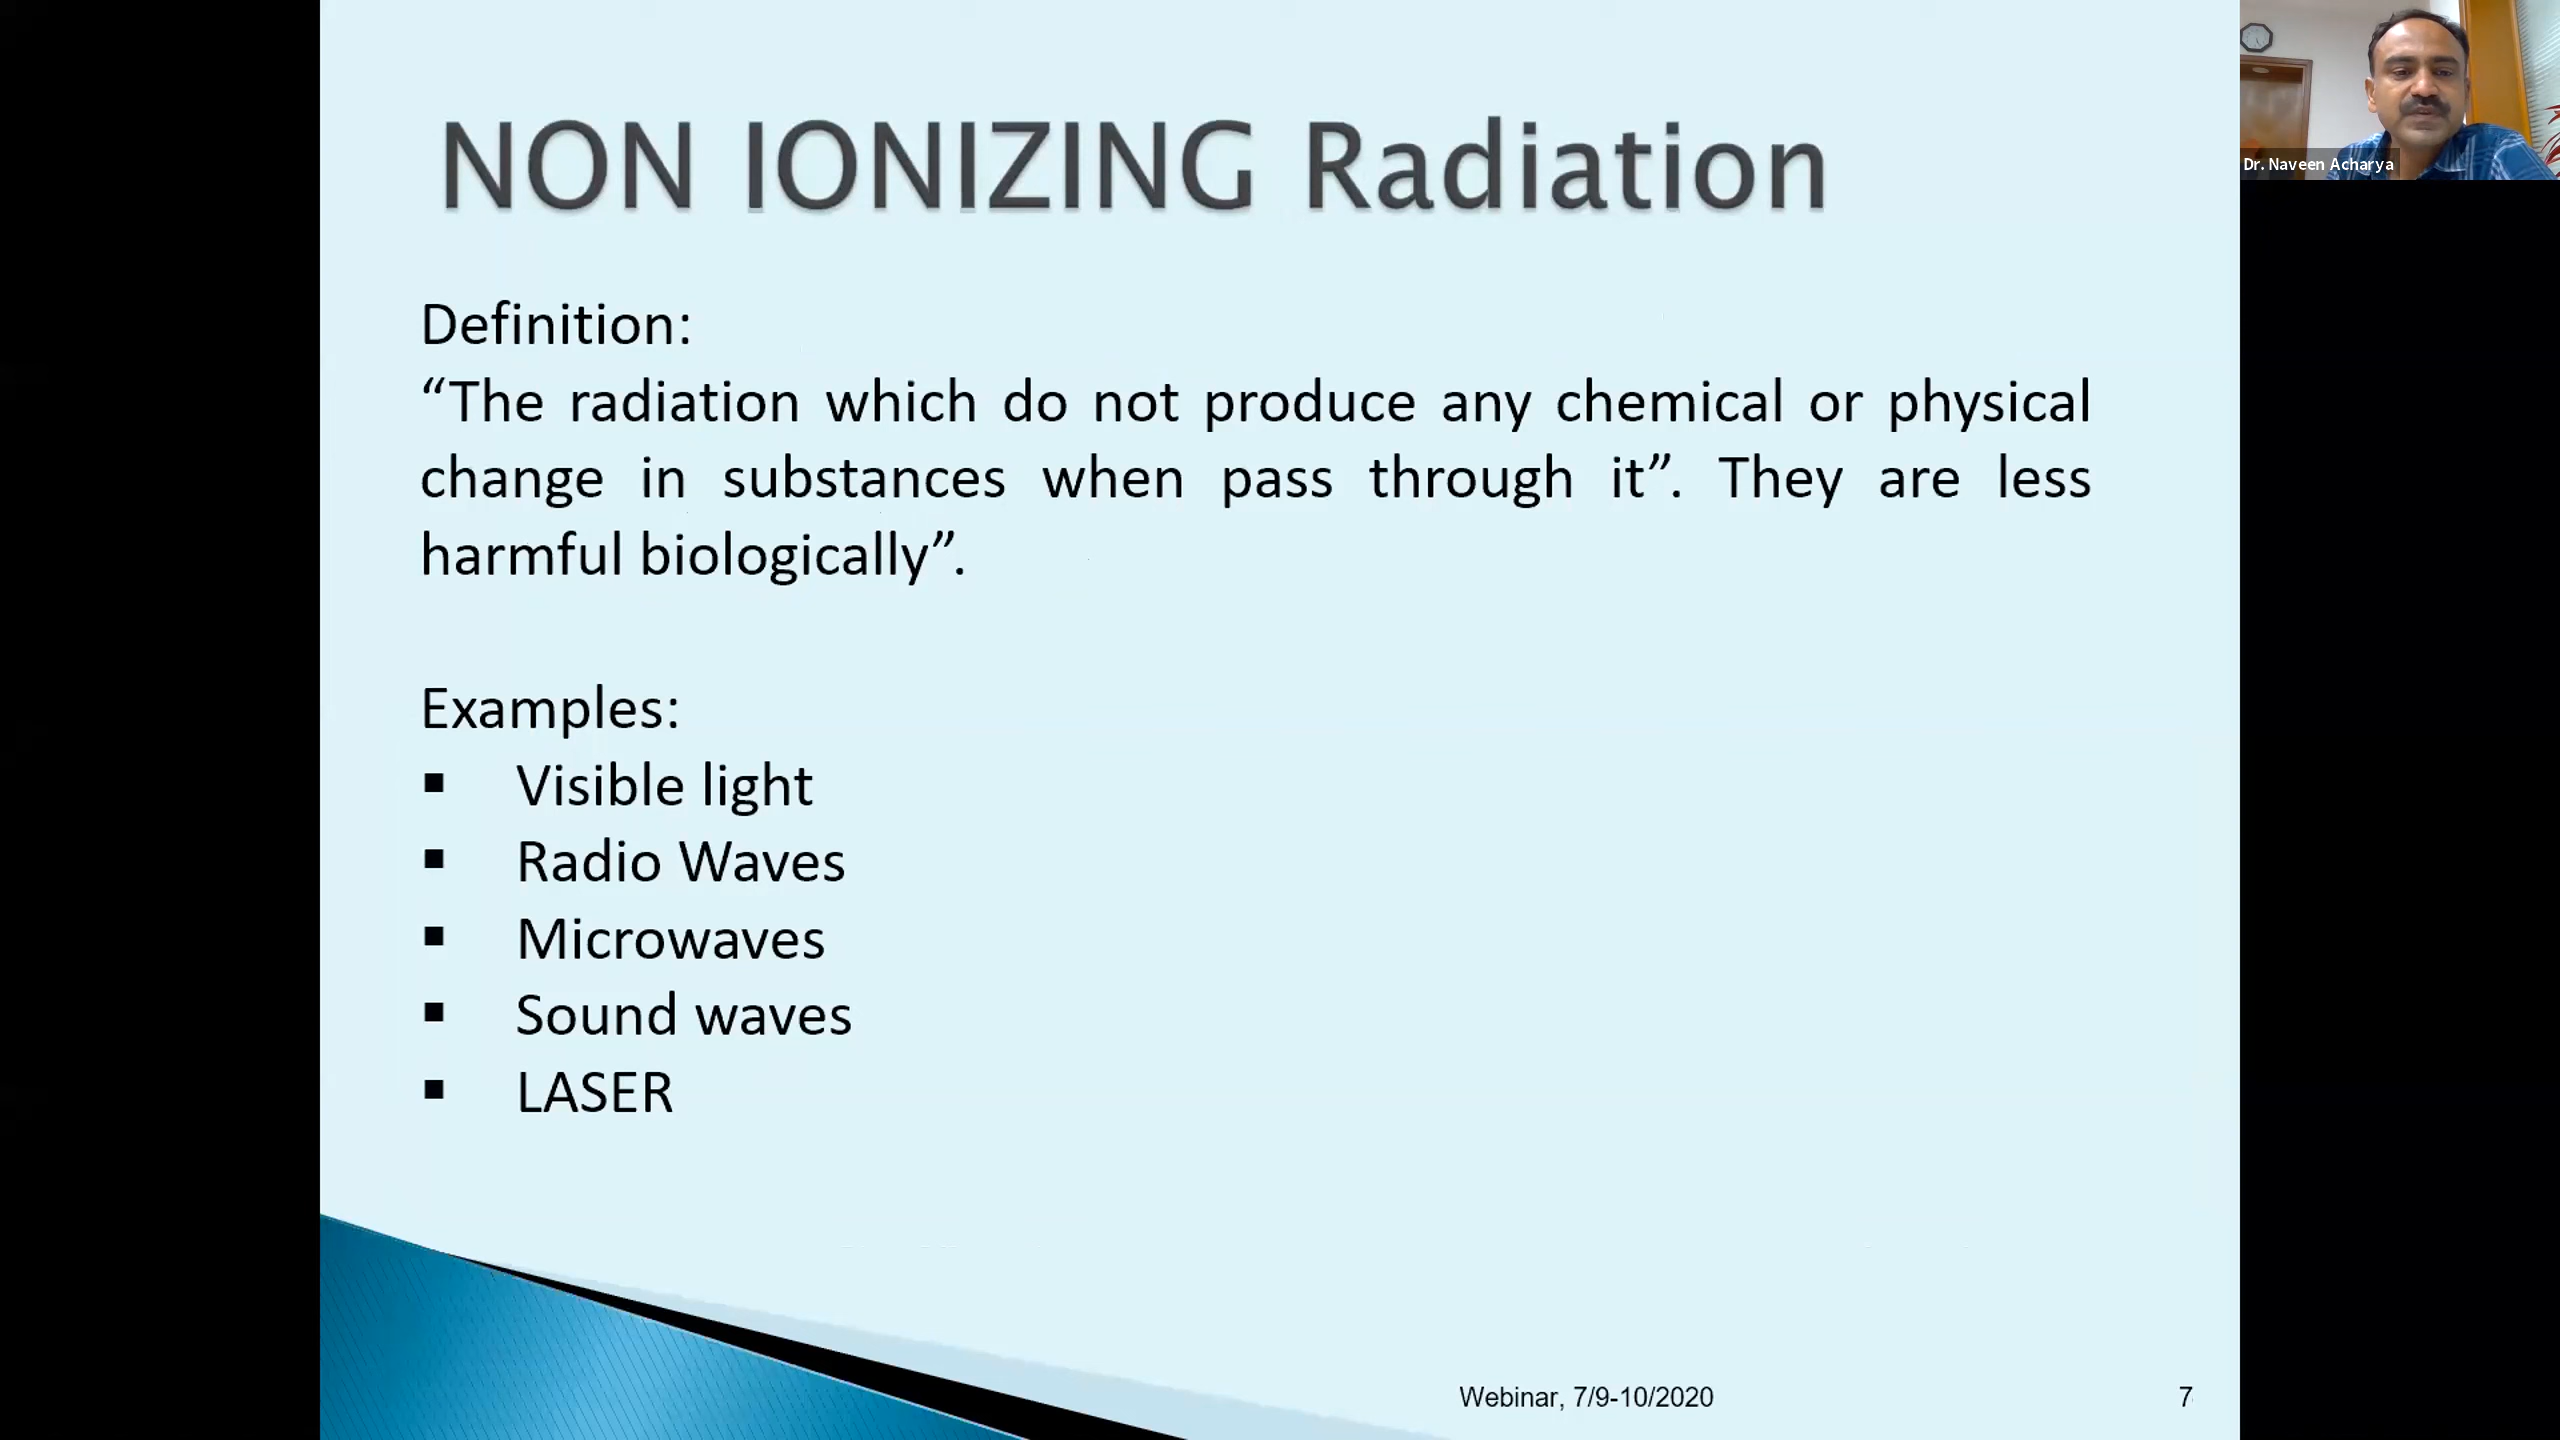 NON IONIZING Radiation
Definition:
“The radiation which do not produce any chemical or physical
change in substances when pass through it”. They are less
harmful biologically”.
Examples:
▪ Visible light
▪ Radio Waves
▪ Microwaves
▪ Sound waves
▪ LASER
Webinar, 7/9-10/2020
7
Dr. Naveen Acharya